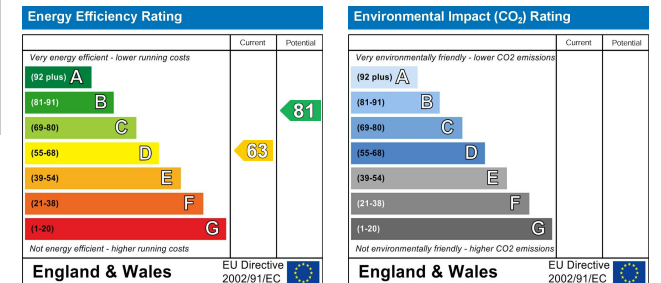 Energy Efficiency Rating
Current Potential
Very energy efficient - lower running costs
(92 plus) A
(81-91) B
(69-80) C
(55-68) D
(39-54) E
(21-38) F
(1-20) G
81
63
Not energy efficient - higher running costs
England & Wales
EU Directive
2002/91/EC
Environmental Impact (CO₂) Rating
Current Potential
Very environmentally friendly - lower CO2 emissions
(92 plus) A
(81-91) B
(69-80) C
(55-68) D
(39-54) E
(21-38) F
(1-20) G
Not environmentally friendly - higher CO2 emissions
England & Wales
EU Directive
2002/91/EC